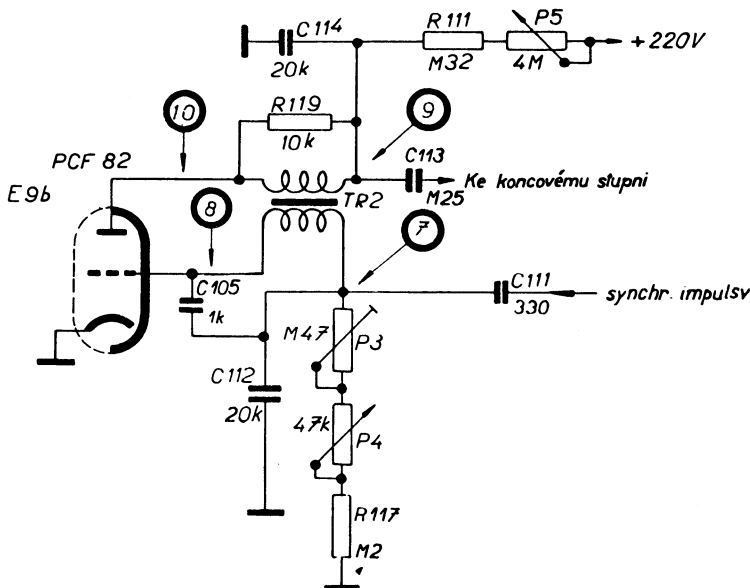 C114
20k
R111
M32
P5
4M
+220V
R119
10k
10
9
PCF 82
E9b
C113
M25
Ke koncovému stupni
TR2
8
7
C105
1k
C111
330
synchr. impulsv
M47
P3
C112
20k
47k
P4
R117
M2